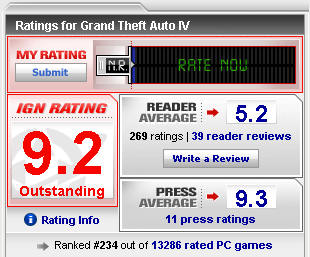 Ratings for Grand Theft Auto IV
MY RATING
Submit
N.R.
RATE NOW
IGN RATING
9.2
Outstanding
Rating Info
READER AVERAGE
5.2
269 ratings | 39 reader reviews
Write a Review
PRESS AVERAGE
9.3
11 press ratings
Ranked #234 out of 13286 rated PC games